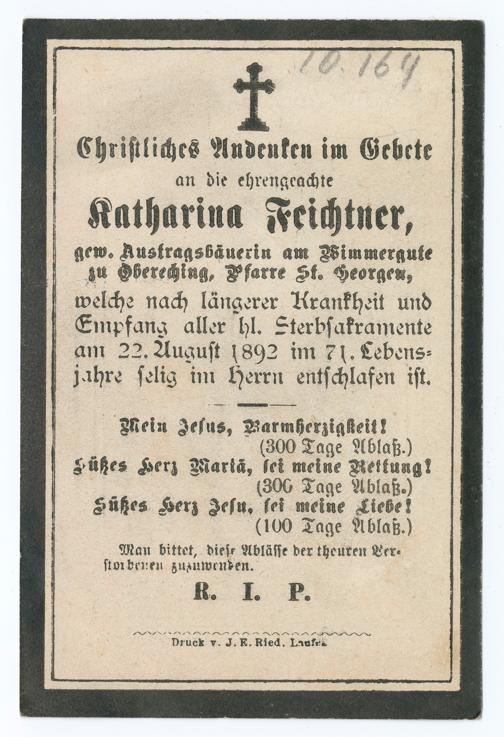 10.164
Christliches Andenken im Gebete
an die ehrengeachte
Katharina Feichtner,
gew. Austragsbäuerin am Wimmergute
zu Obereching, Pfarre St. Georgen,
welche nach längerer Krankheit und
Empfang aller hl. Sterbsakramente
am 22. August 1892 im 71. Lebens=
jahre selig im Herrn entschlafen ist.
Mein Jesus, Barmherzigkeit!
(300 Tage Ablaß.)
Süßes Herz Mariä, sei meine Rettung!
(300 Tage Ablaß.)
Süßes Herz Jesu, sei meine Liebe!
(100 Tage Ablaß.)
Man bittet, diese Ablässe der theuren Ver-
storbenen zuzuwenden.
R. I. P.
Druck v. J. K. Ried. Laufen